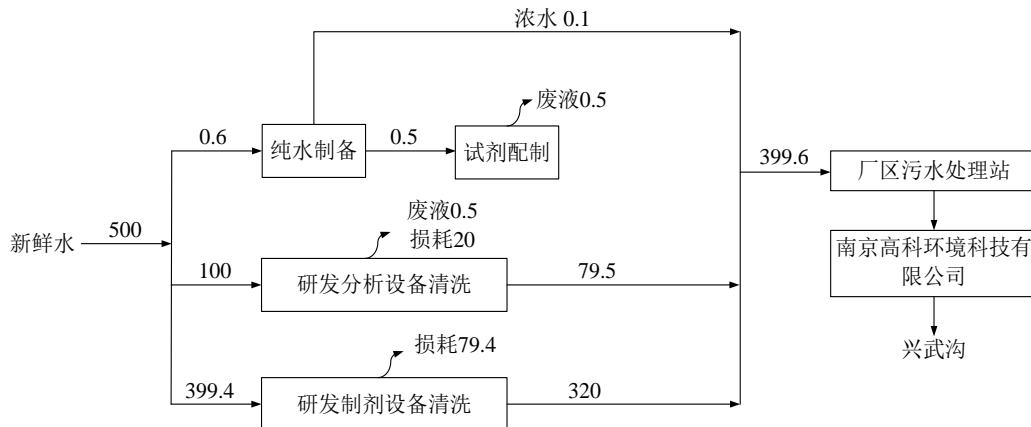 浓水 0.1
废液0.5
0.6
纯水制备
0.5
试剂配制
399.6
厂区污水处理站
废液0.5
损耗20
新鲜水
500
南京高科环境科技有
限公司
100
研发分析设备清洗
79.5
损耗79.4
兴武沟
399.4
研发制剂设备清洗
320